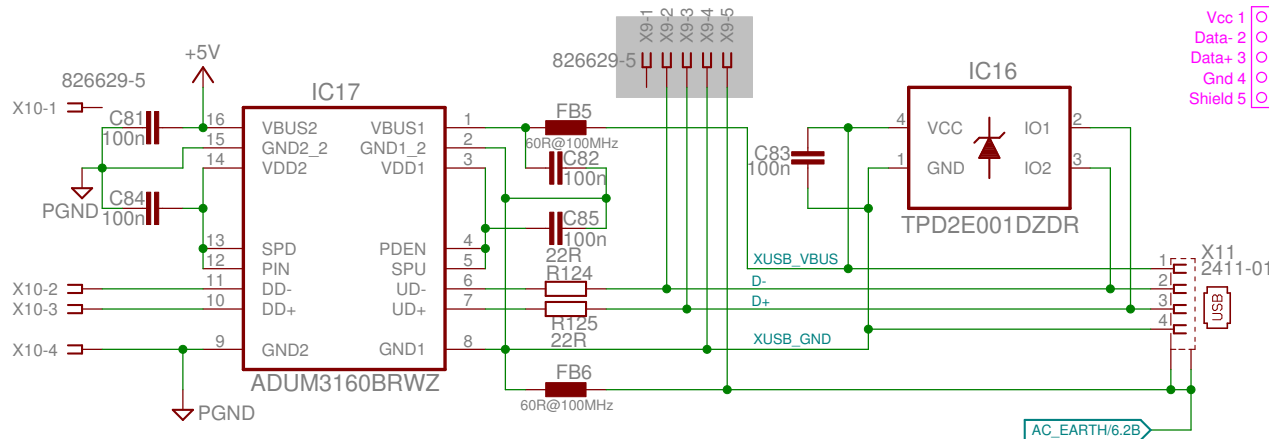 Vcc 1
Data- 2
Data+ 3
Gnd 4
Shield 5
X9-1
X9-2
X9-3
X9-4
X9-5
826629-5
+5V
826629-5
X10-1
C81
100n
IC17
FB5
60R@100MHz
IC16
16 VBUS2 VBUS1 1
15 GND2_2 GND1_2 2
14 VDD2 VDD1 3
C82
100n
C83
100n
4 VCC IO1 2
1 GND IO2 3
TPD2E001DZDR
PGND
C84
100n
C85
100n
13 SPD PDEN 4
12 PIN SPU 5
X10-2
11 DD- UD- 6
22R
R124
X10-3
10 DD+ UD+ 7
R125
22R
X10-4
9 GND2 GND1 8
ADUM3160BRWZ
XUSB_VBUS
D-
D+
XUSB_GND
X11
2411-01
1
2
3
4
USB
FB6
60R@100MHz
PGND
AC_EARTH/6.2B